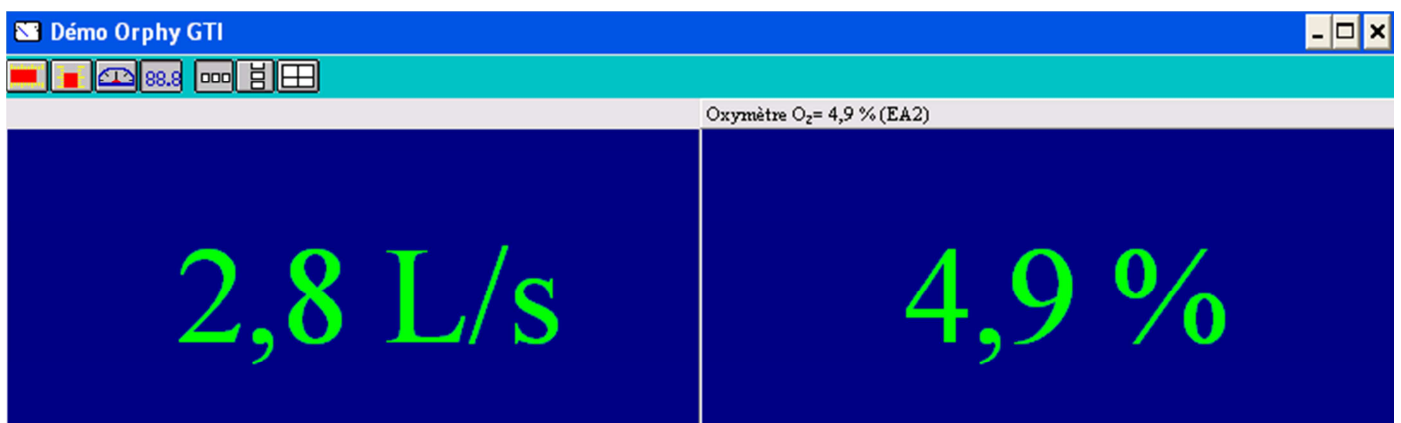 Démo Orphy GTI
88.8
Oxymètre O₂= 4,9 % (EA2)
2,8 L/s
4,9 %